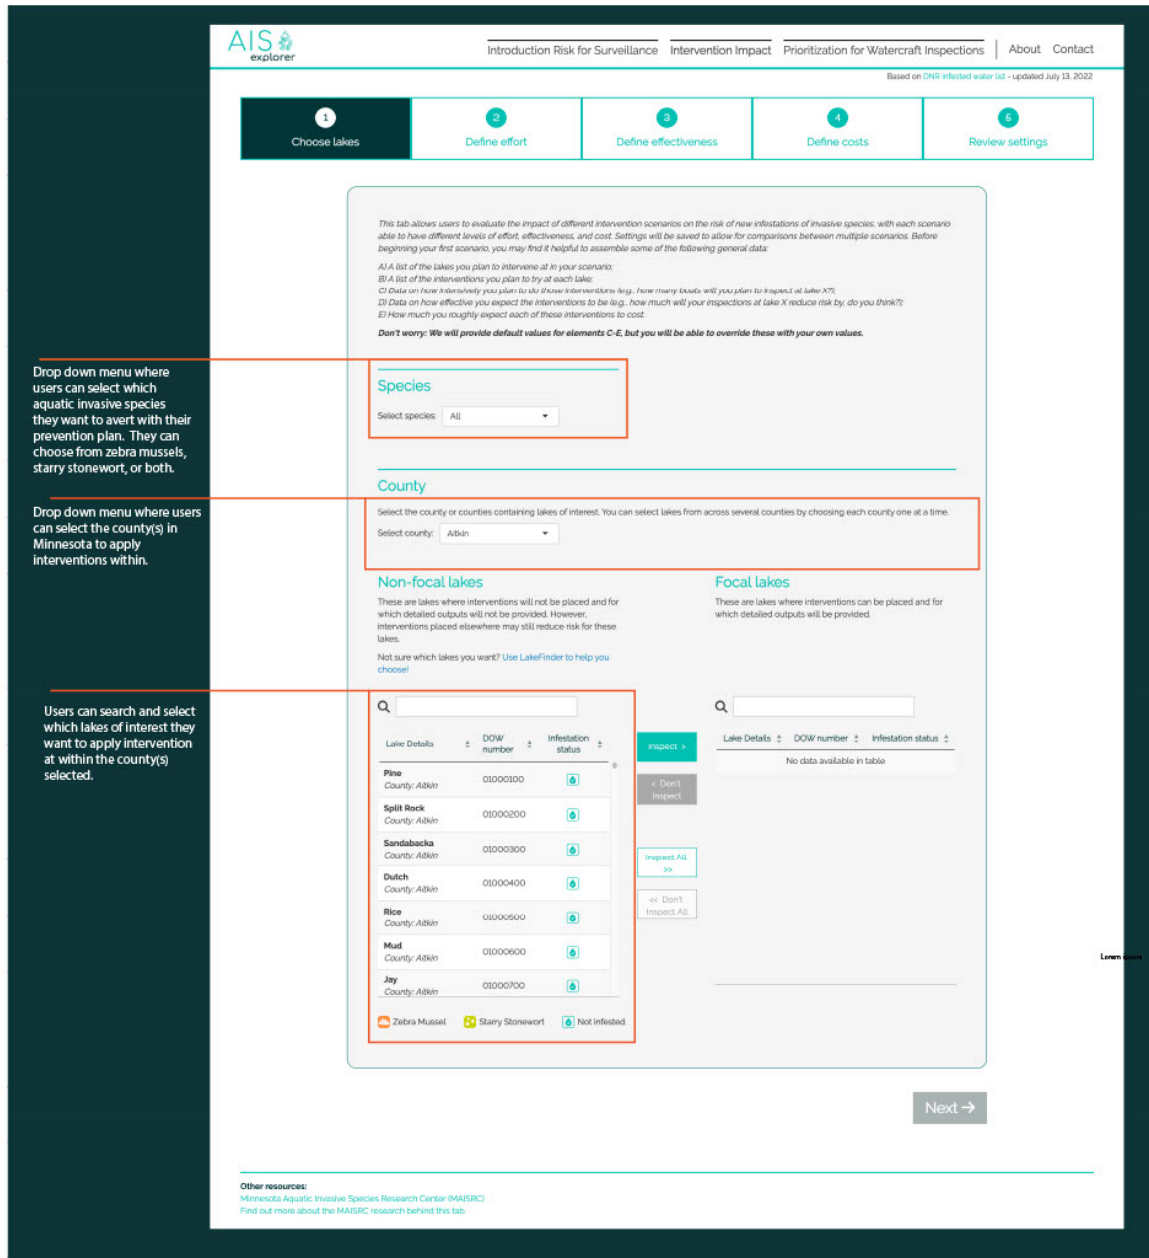 AIS
explorer
Introduction Risk for Surveillance
Intervention Impact
Prioritization for Watercraft Inspections
About
Contact
Based on DNR infested water list - updated July 13, 2022
1
Choose lakes
2
Define effort
3
Define effectiveness
4
Define costs
5
Review settings
This tab allows users to evaluate the impact of different intervention scenarios on the risk of new infestations of invasive species, with each scenario
able to have different levels of effort, effectiveness, and cost. Settings will be saved to allow for comparisons between multiple scenarios. Before
beginning your first scenario, you may find it helpful to assemble some of the following general data:
A) A list of the lakes you plan to intervene at in your scenario;
B) A list of the interventions you plan to try at each lake;
C) Data on how intensively you plan to do those interventions (e.g., how many boats will you plan to inspect at lake X?);
D) Data on how effective you expect the interventions to be (e.g., how much will your inspections at lake X reduce risk by, do you think?);
E) How much you roughly expect each of these interventions to cost.
Don't worry: We will provide default values for elements C-E, but you will be able to override these with your own values.
Drop down menu where
users can select which
aquatic invasive species
they want to avert with their
prevention plan. They can
choose from zebra mussels,
starry stonewort, or both.
Species
Select species: All
Drop down menu where users
can select the county(s) in
Minnesota to apply
interventions within.
County
Select the county or counties containing lakes of interest. You can select lakes from across several counties by choosing each county one at a time.
Select county: Aitkin
Non-focal lakes
These are lakes where interventions will not be placed and for
which detailed outputs will not be provided. However,
interventions placed elsewhere may still reduce risk for these
lakes.
Not sure which lakes you want? Use LakeFinder to help you
choose!
Focal lakes
These are lakes where interventions can be placed and for
which detailed outputs will be provided.
Users can search and select
which lakes of interest they
want to apply intervention
at within the county(s)
selected.
Lake Details
DOW number
Infestation status
Pine
County: Aitkin
01000100
Split Rock
County: Aitkin
01000200
Sandabacka
County: Aitkin
01000300
Dutch
County: Aitkin
01000400
Rice
County: Aitkin
01000500
Mud
County: Aitkin
01000600
Jay
County: Aitkin
01000700
Zebra Mussel
Starry Stonewort
Not infested
Inspect >
< Don't
Inspect
Inspect All
>>
<< Don't
Inspect All
Lake Details
DOW number
Infestation status
No data available in table
Lorem
Next →
Other resources:
Minnesota Aquatic Invasive Species Research Center (MAISRC)
Find out more about the MAISRC research behind this tab.